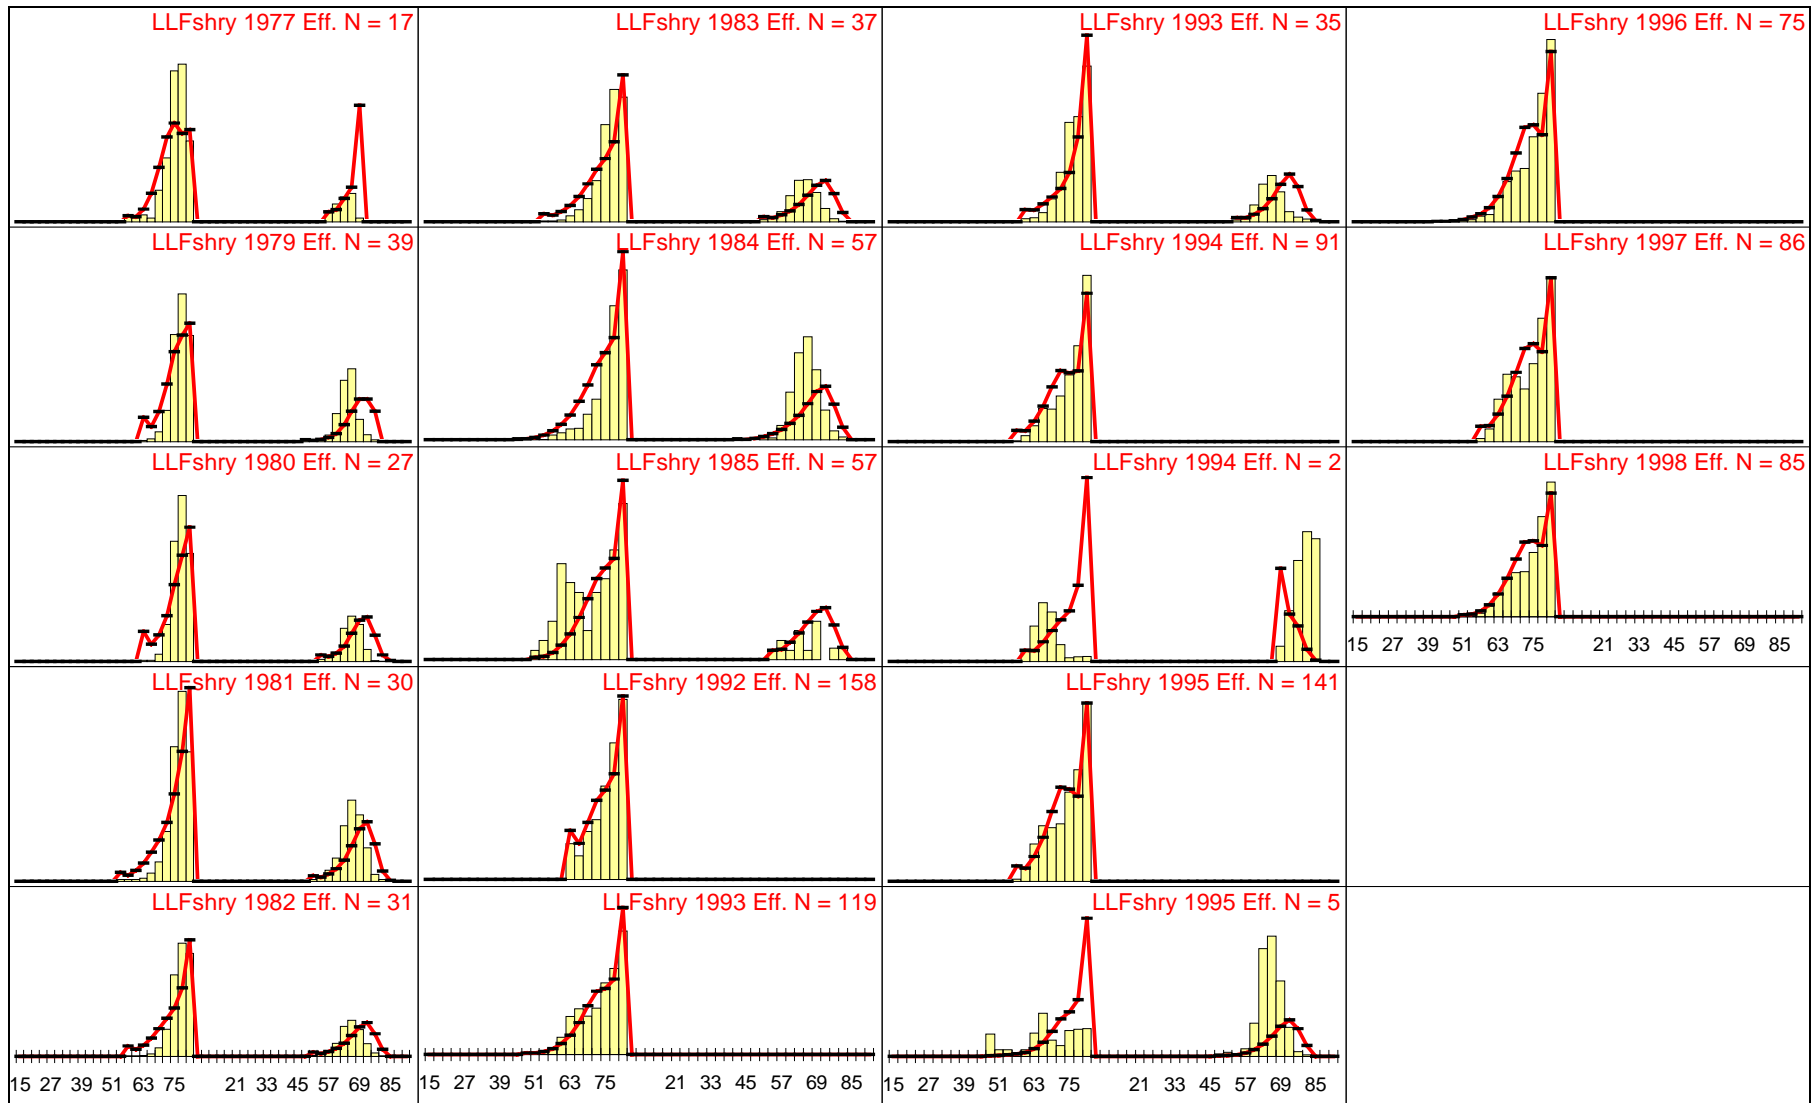 LLFshry 1977 Eff. N = 17
LLFshry 1983 Eff. N = 37
LLFshry 1993 Eff. N = 35
LLFshry 1996 Eff. N = 75
LLFshry 1979 Eff. N = 39
LLFshry 1984 Eff. N = 57
LLFshry 1994 Eff. N = 91
LLFshry 1997 Eff. N = 86
LLFshry 1980 Eff. N = 27
LLFshry 1985 Eff. N = 57
LLFshry 1994 Eff. N = 2
LLFshry 1998 Eff. N = 85
15 27 39 51 63 75 21 33 45 57 69 85
LLFshry 1981 Eff. N = 30
LLFshry 1992 Eff. N = 158
LLFshry 1995 Eff. N = 141
LLFshry 1982 Eff. N = 31
LLFshry 1993 Eff. N = 119
LLFshry 1995 Eff. N = 5
15 27 39 51 63 75 21 33 45 57 69 85
15 27 39 51 63 75 21 33 45 57 69 85
15 27 39 51 63 75 21 33 45 57 69 85